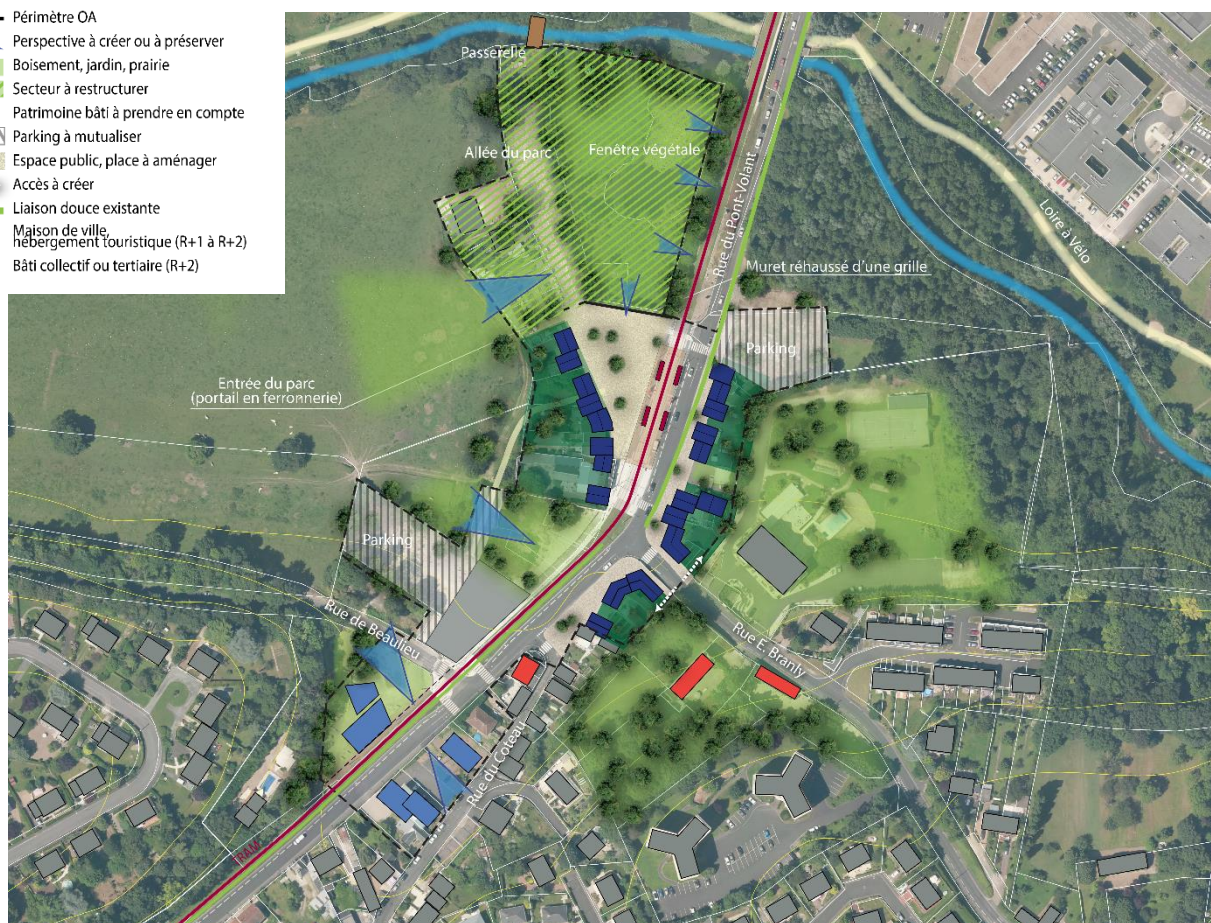 Périmètre OA
Perspective à créer ou à préserver
Boisement, jardin, prairie
Secteur à restructurer
Patrimoine bâti à prendre en compte
Parking à mutualiser
Espace public, place à aménager
Accès à créer
Liaison douce existante
Maison de ville,
hébergement touristique (R+1 à R+2)
Bâti collectif ou tertiaire (R+2)
Passerelle
Allée du parc
Fenêtre végétale
Rue du Pont-Volant
Loire à Vélo
Muret réhaussé d'une grille
Parking
Entrée du parc
(portail en ferronnerie)
Parking
Rue de Beaulieu
Rue E. Branly
Rue du Coteau
TRAM